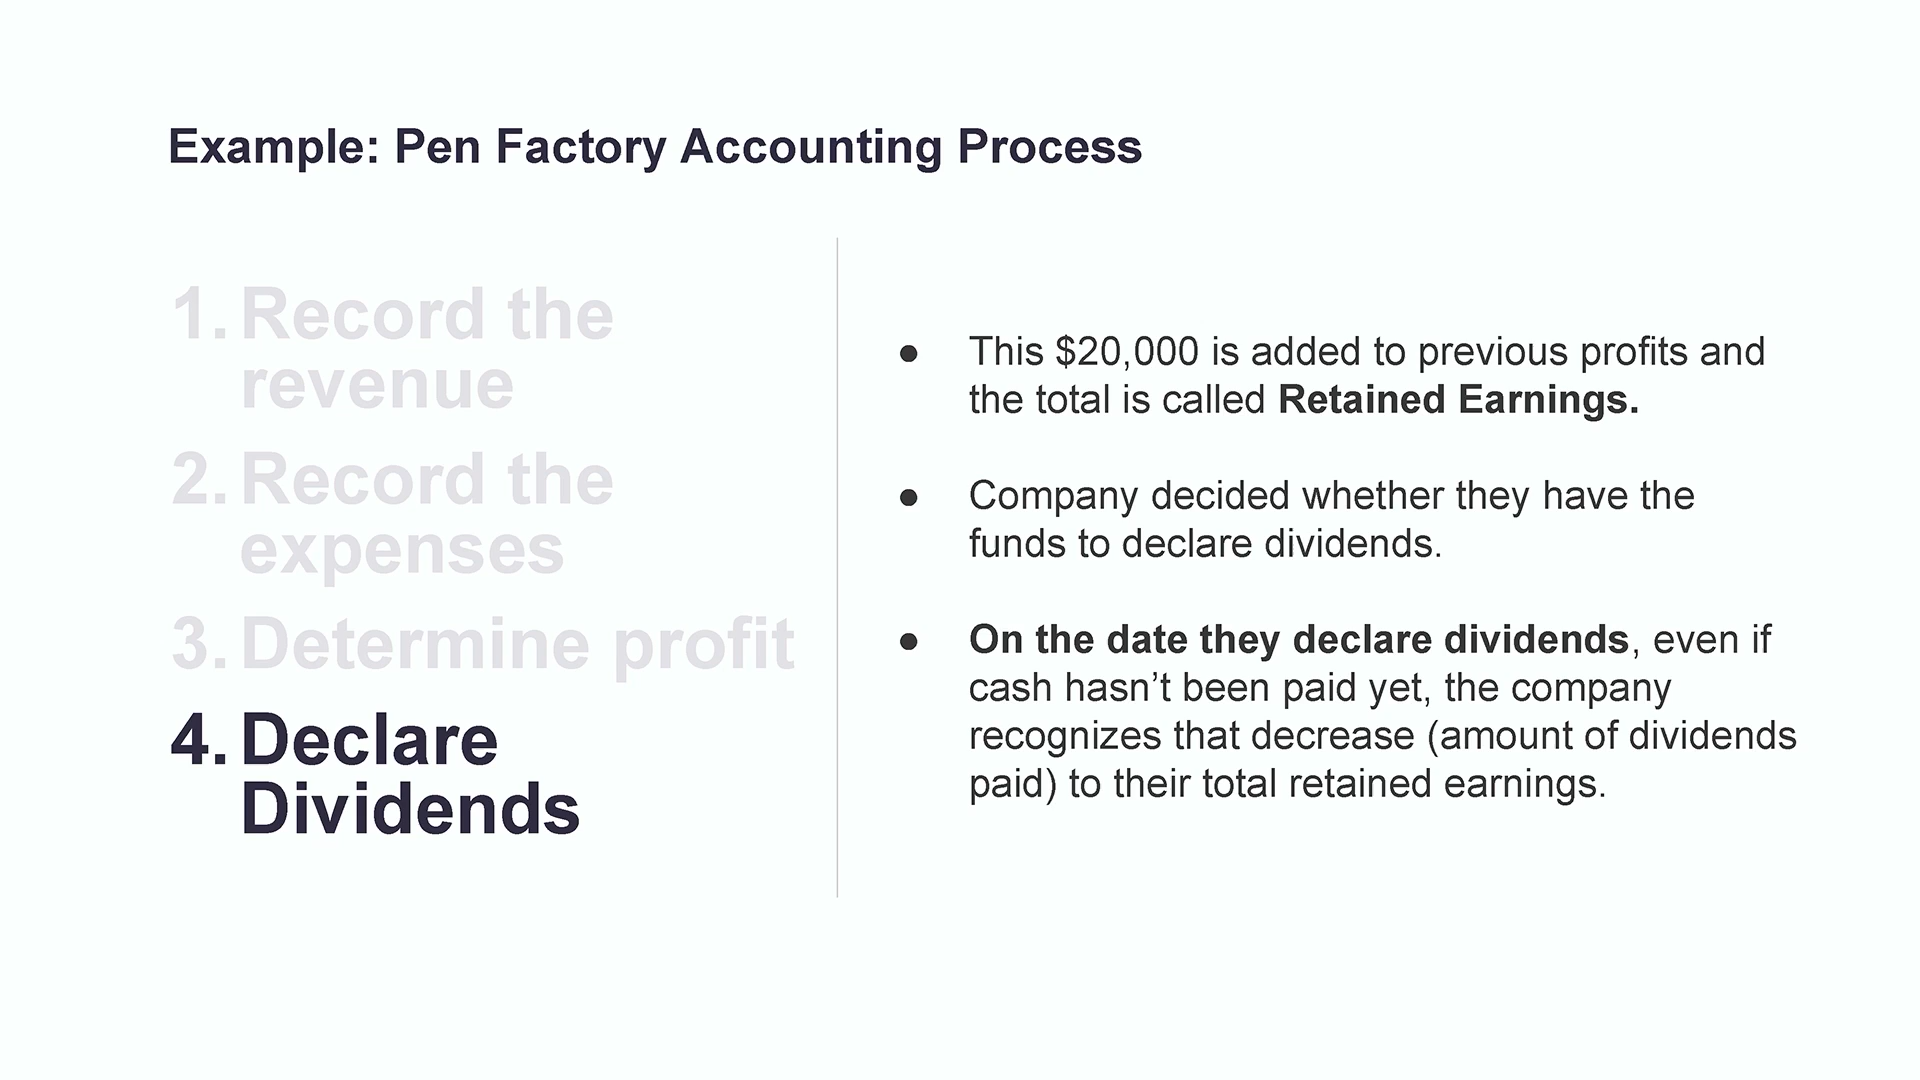 Example: Pen Factory Accounting Process
1. Record the
revenue
2. Record the
expenses
3. Determine profit
4. Declare
Dividends
● This $20,000 is added to previous profits and
the total is called Retained Earnings.
● Company decided whether they have the
funds to declare dividends.
● On the date they declare dividends, even if
cash hasn’t been paid yet, the company
recognizes that decrease (amount of dividends
paid) to their total retained earnings.